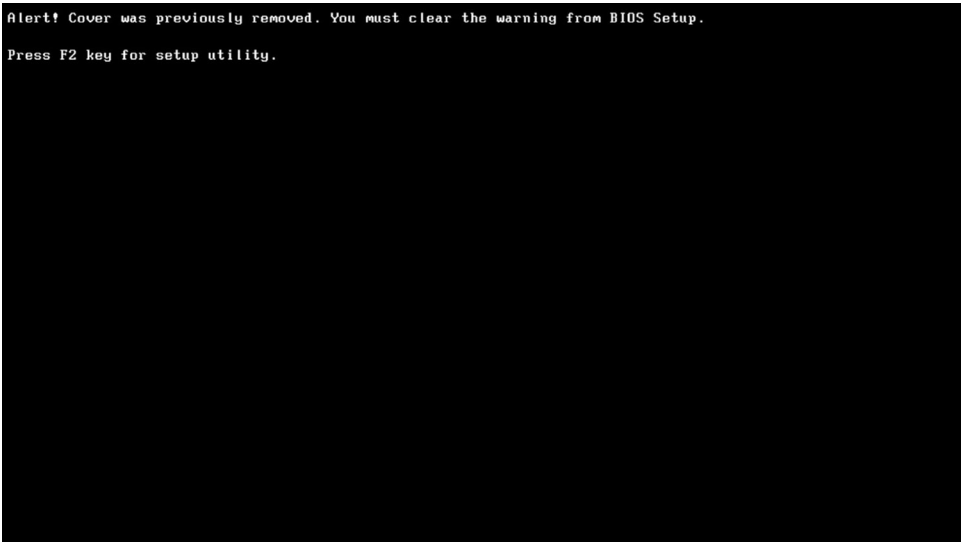 Alert! Cover was previously removed. You must clear the warning from BIOS Setup.
Press F2 key for setup utility.